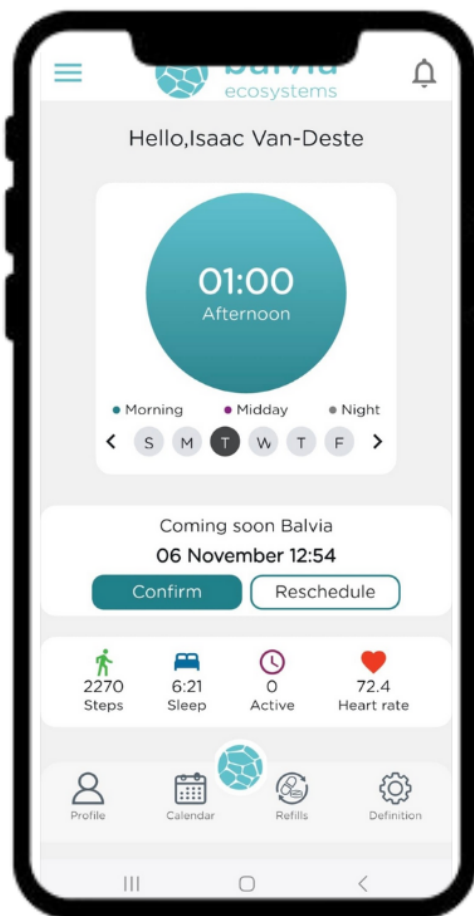 ecosystems
Hello,Isaac Van-Deste
01:00
Afternoon
Morning Midday Night
S M T W T F
Coming soon Balvia
06 November 12:54
Confirm Reschedule
2270 6:21 0 72.4
Steps Sleep Active Heart rate
Profile Calendar Refills Definition